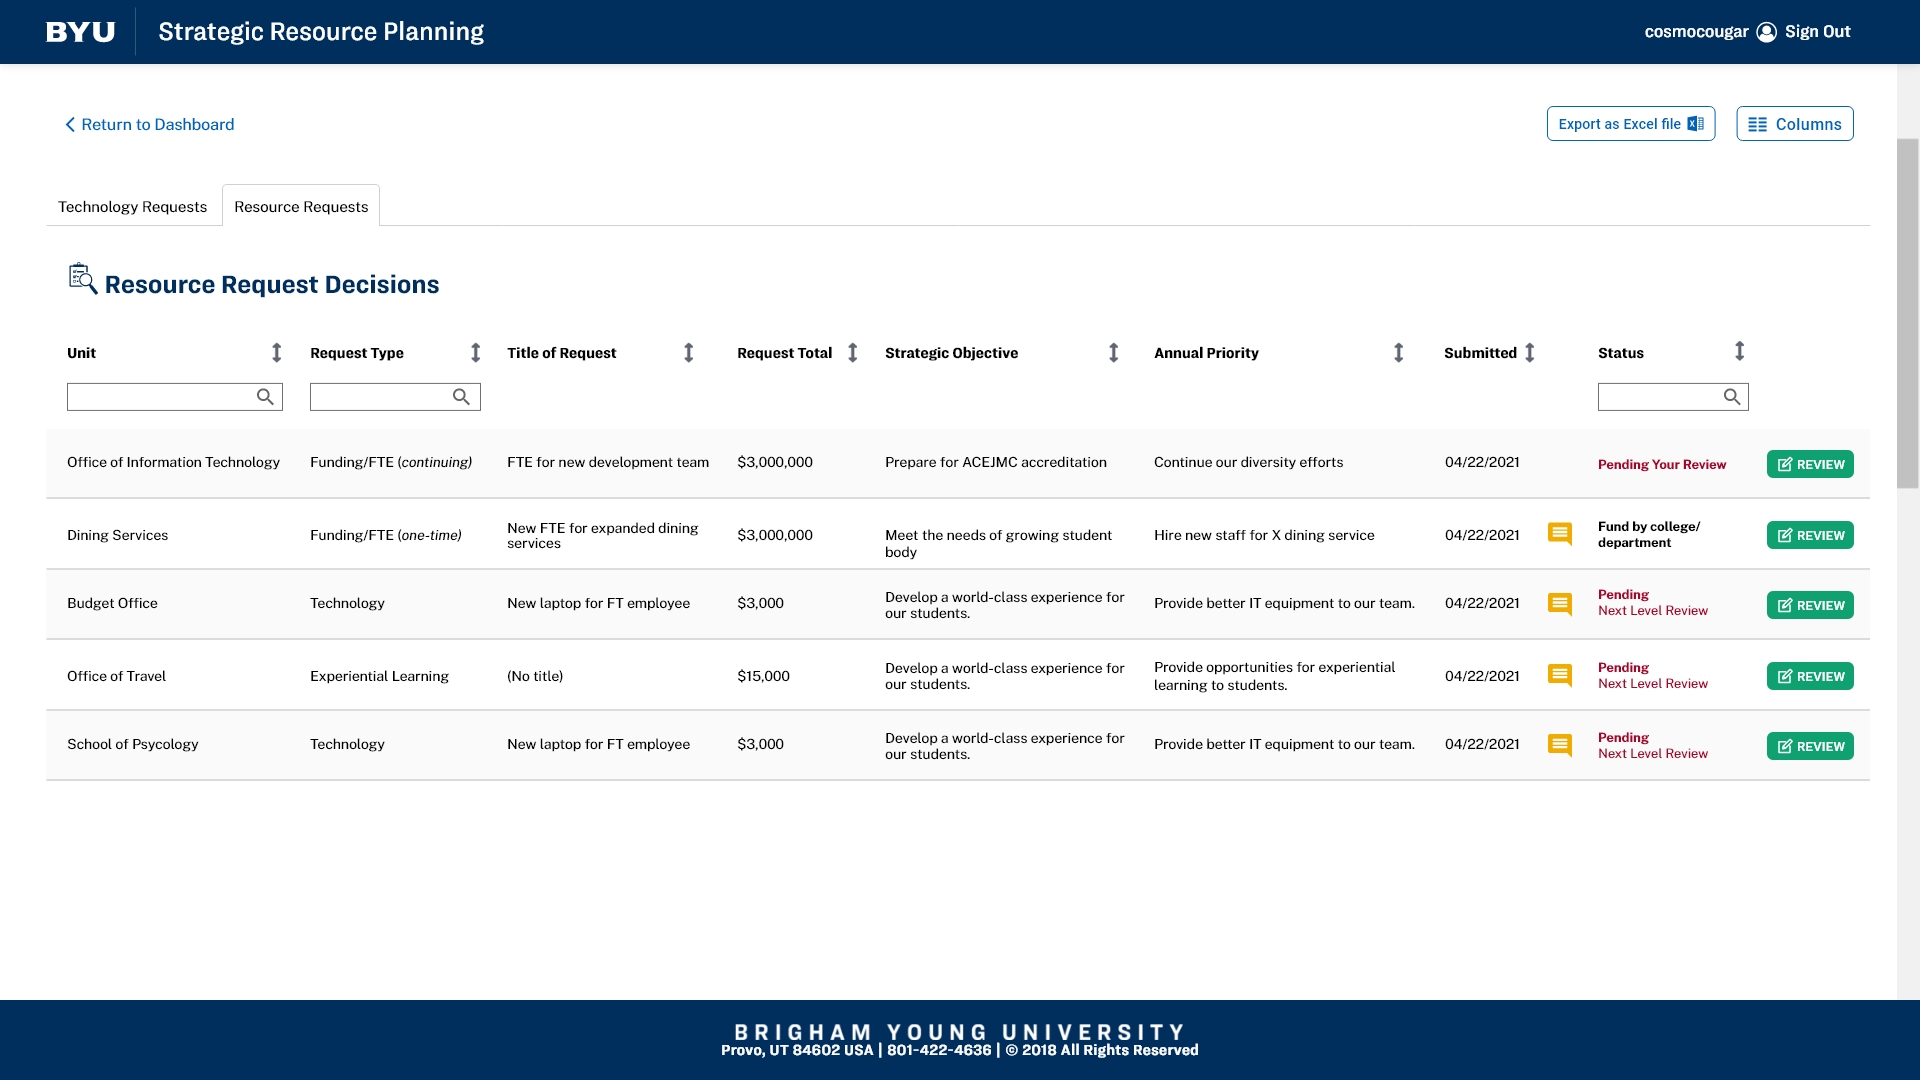 BYU Strategic Resource Planning cosmocougar Sign Out
Return to Dashboard Export as Excel file Columns
Technology Requests Resource Requests
Resource Request Decisions
Unit Request Type Title of Request Request Total Strategic Objective Annual Priority Submitted Status
Office of Information Technology Funding/FTE (continuing) FTE for new development team $3,000,000 Prepare for ACEJMC accreditation Continue our diversity efforts 04/22/2021 Pending Your Review REVIEW
Dining Services Funding/FTE (one-time) New FTE for expanded dining
services $3,000,000 Meet the needs of growing student
body Hire new staff for X dining service 04/22/2021 Fund by college/
department REVIEW
Budget Office Technology New laptop for FT employee $3,000 Develop a world-class experience for
our students. Provide better IT equipment to our team. 04/22/2021 Pending
Next Level Review REVIEW
Office of Travel Experiential Learning (No title) $15,000 Develop a world-class experience for
our students. Provide opportunities for experiential
learning to students. 04/22/2021 Pending
Next Level Review REVIEW
School of Psycology Technology New laptop for FT employee $3,000 Develop a world-class experience for
our students. Provide better IT equipment to our team. 04/22/2021 Pending
Next Level Review REVIEW
BRIGHAM YOUNG UNIVERSITY
Provo, UT 84602 USA | 801-422-4636 | © 2018 All Rights Reserved